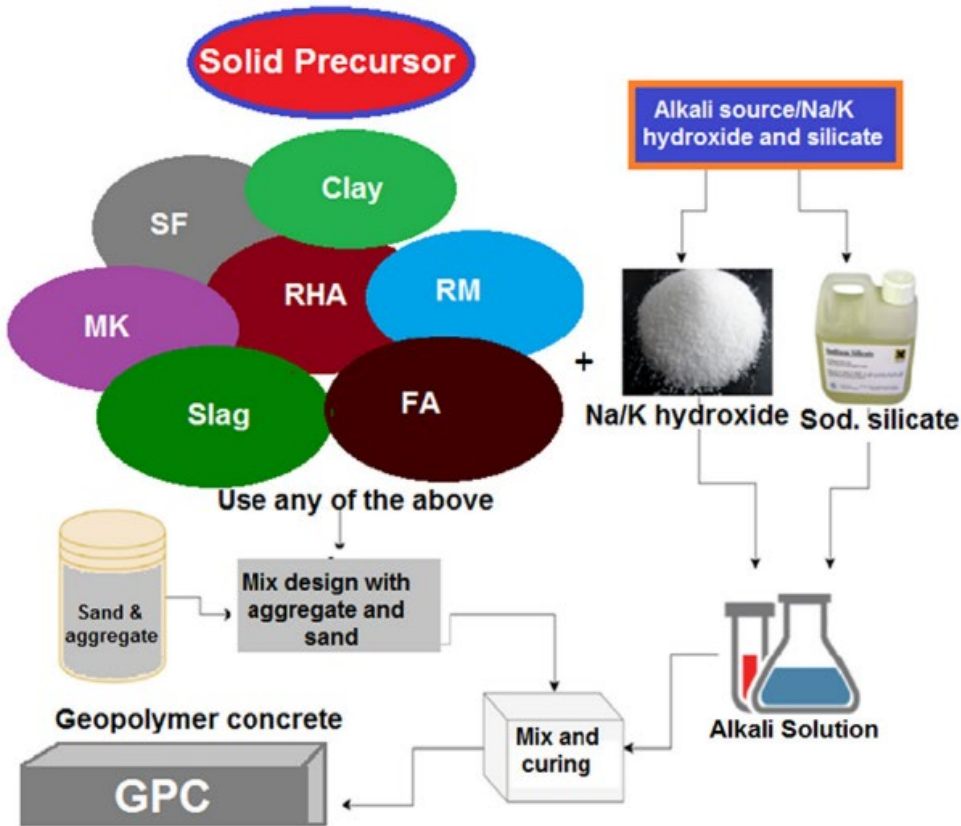 Solid Precursor
Alkali source/Na/K
hydroxide and silicate
Clay
SF
RHA
RM
MK
Slag
FA
+
Use any of the above
Na/K hydroxide
Sod. silicate
Sand &
aggregate
Mix design with
aggregate and
sand
Alkali Solution
Mix and
curing
Geopolymer concrete
GPC